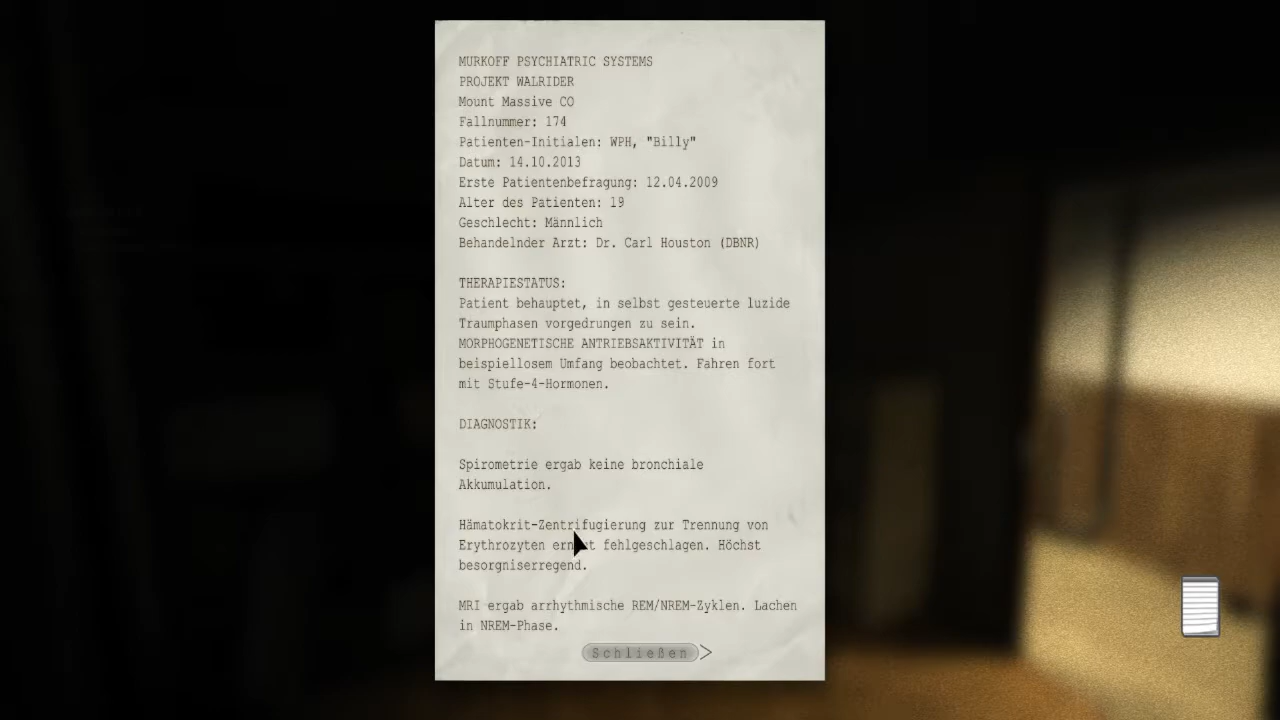 MURKOFF PSYCHIATRIC SYSTEMS
PROJEKT WALRIDER
Mount Massive CO
Fallnummer: 174
Patienten-Initialen: WPH, "Billy"
Datum: 14.10.2013
Erste Patientenbefragung: 12.04.2009
Alter des Patienten: 19
Geschlecht: Männlich
Behandelnder Arzt: Dr. Carl Houston (DBNR)
THERAPIESTATUS:
Patient behauptet, in selbst gesteuerte luzide
Traumphasen vorgedrungen zu sein.
MORPHOGENETISCHE ANTRIEBSAKTIVITÄT in
beispiellosem Umfang beobachtet. Fahren fort
mit Stufe-4-Hormonen.
DIAGNOSTIK:
Spirometrie ergab keine bronchiale
Akkumulation.
Hämatokrit-Zentrifugierung zur Trennung von
Erythrozyten erneut fehlgeschlagen. Höchst
besorgniserregend.
MRI ergab arrhythmische REM/NREM-Zyklen. Lachen
in NREM-Phase.
Schließen >